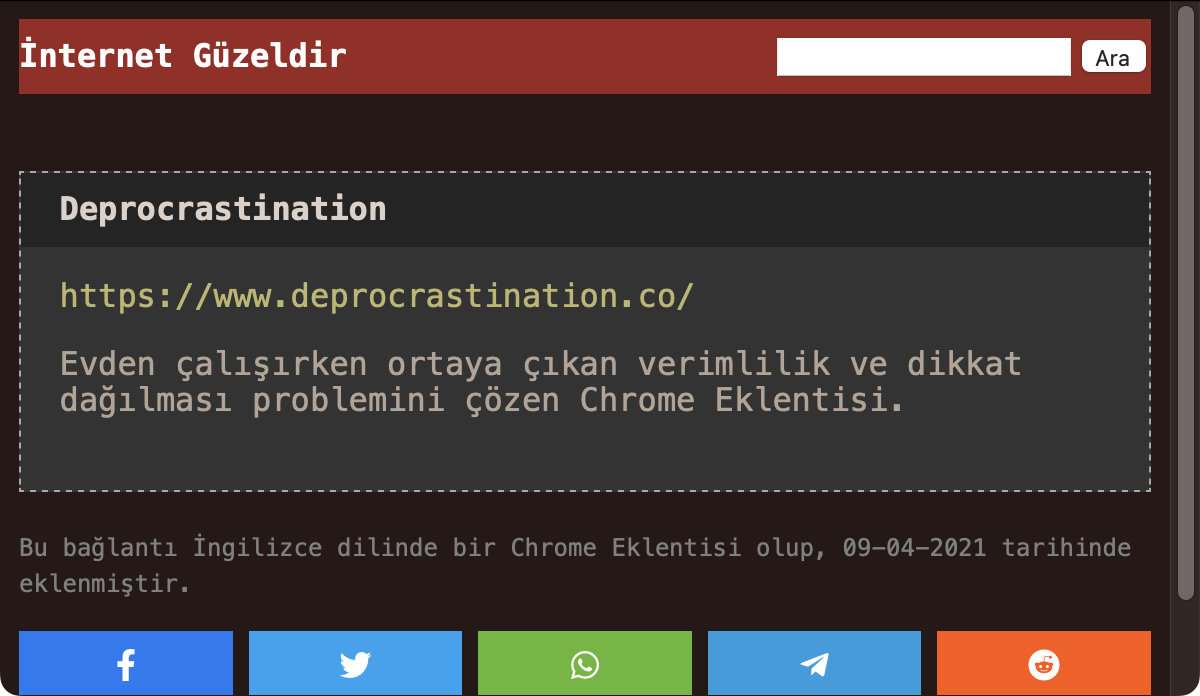 İnternet Güzeldir
Ara
Deprocrastination
https://www.deprocrastination.co/
Evden çalışırken ortaya çıkan verimlilik ve dikkat
dağılması problemini çözen Chrome Eklentisi.
Bu bağlantı İngilizce dilinde bir Chrome Eklentisi olup, 09-04-2021 tarihinde
eklenmiştir.